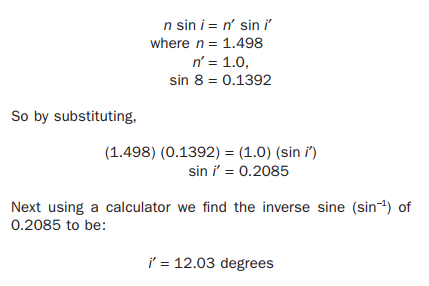 n sin i = n′ sin i′
where n = 1.498
n′ = 1.0,
sin 8 = 0.1392
So by substituting,
(1.498) (0.1392) = (1.0) (sin i′)
sin i′ = 0.2085
Next using a calculator we find the inverse sine (sin⁻¹) of
0.2085 to be:
i′ = 12.03 degrees